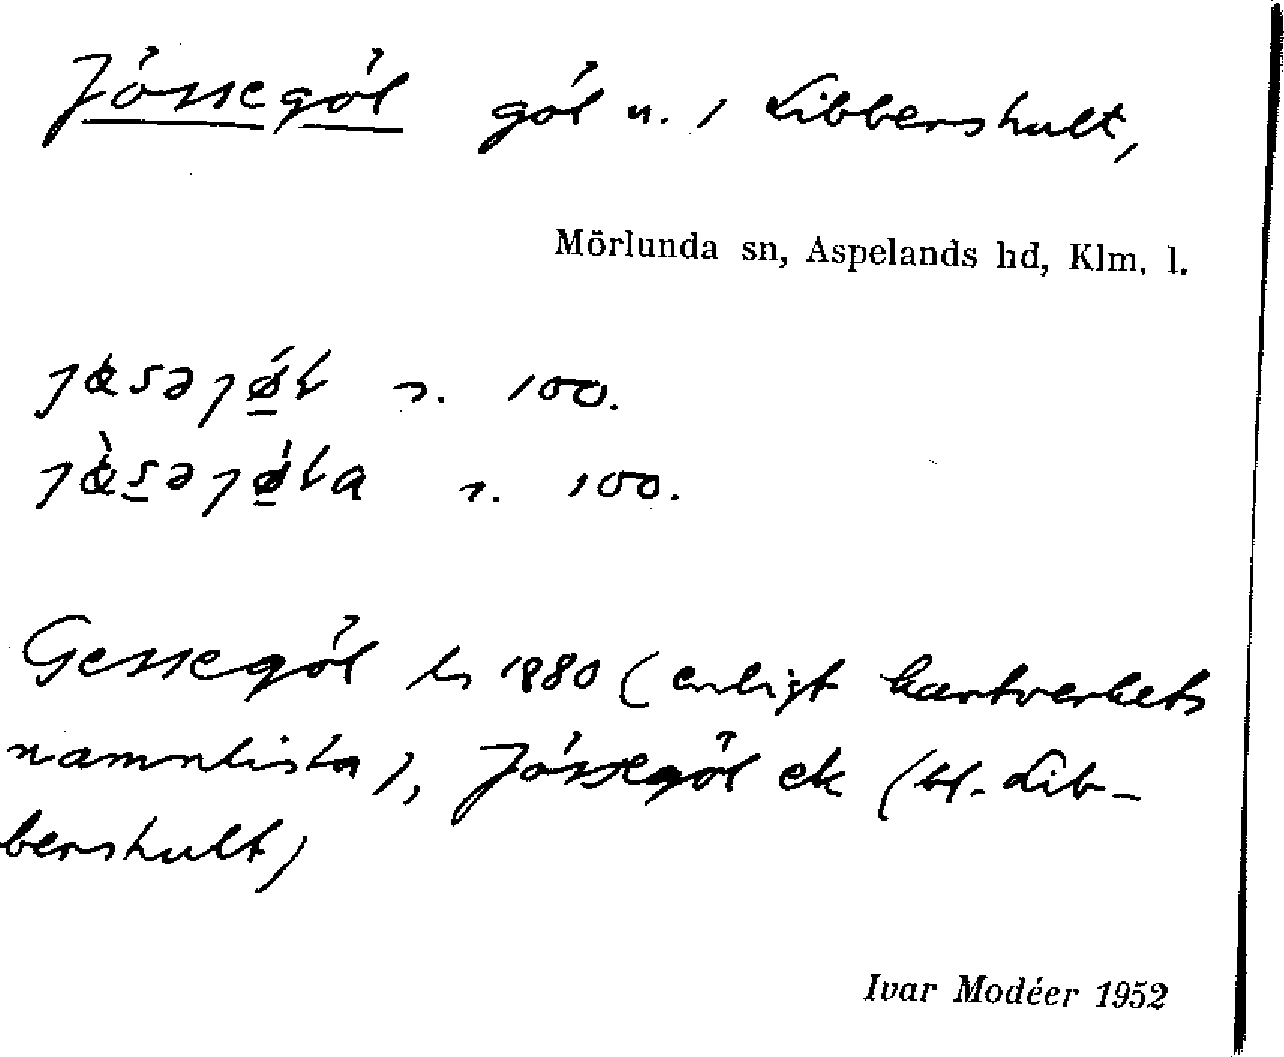 Jössegöl göl n. / Libbershult,
Mörlunda sn, Aspelands hd, Klm. l.
s. 100.
s. 100.
Gessegöl 1880 (enligt kartverkets
namnlista), Jössegöl ek (bl. Lib-
bershult)
Ivar Modéer 1952